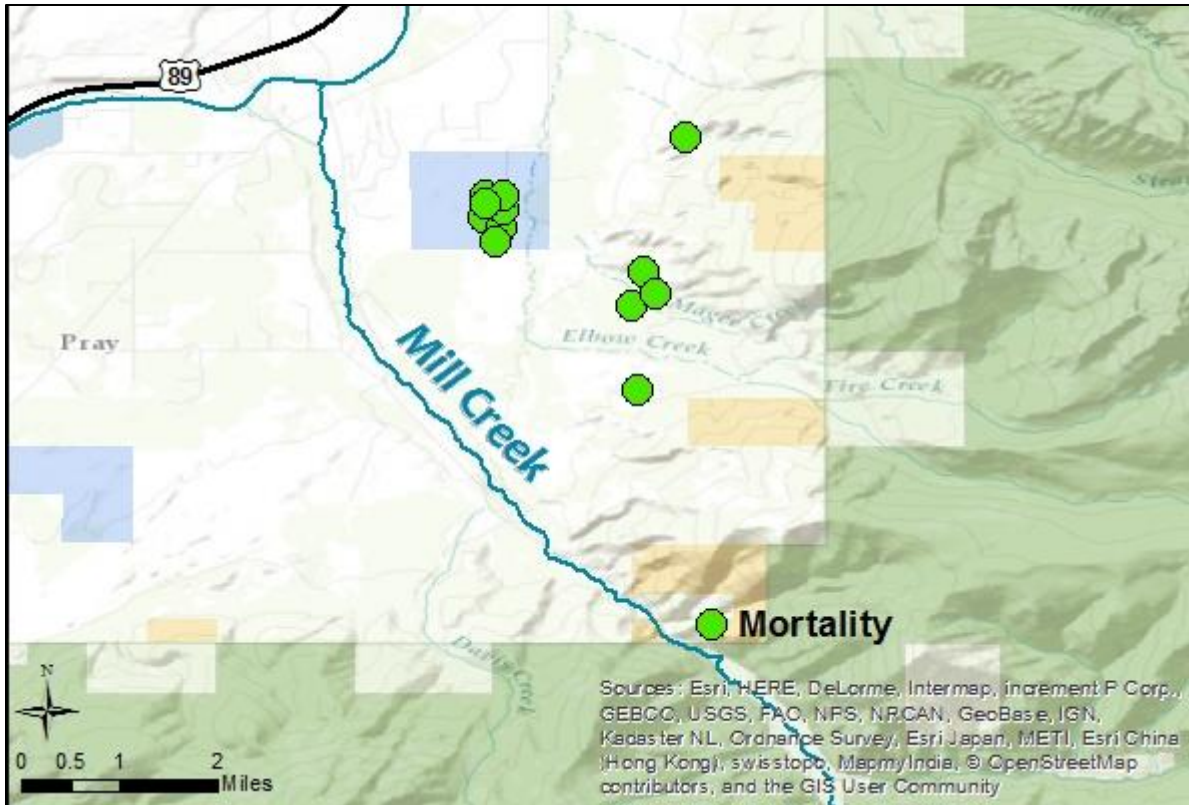 89
Pray
Mill Creek
Magee Creek
Elbow Creek
Fire Creek
Mortality
N
0 0.5 1 2
Miles
Sources: Esri, HERE, DeLorme, Intermap, increment P Corp.,
GEBCO, USGS, FAO, NPS, NRCAN, GeoBase, IGN,
Kadaster NL, Ordnance Survey, Esri Japan, METI, Esri China
(Hong Kong), swisstopo, MapmyIndia, © OpenStreetMap
contributors, and the GIS User Community